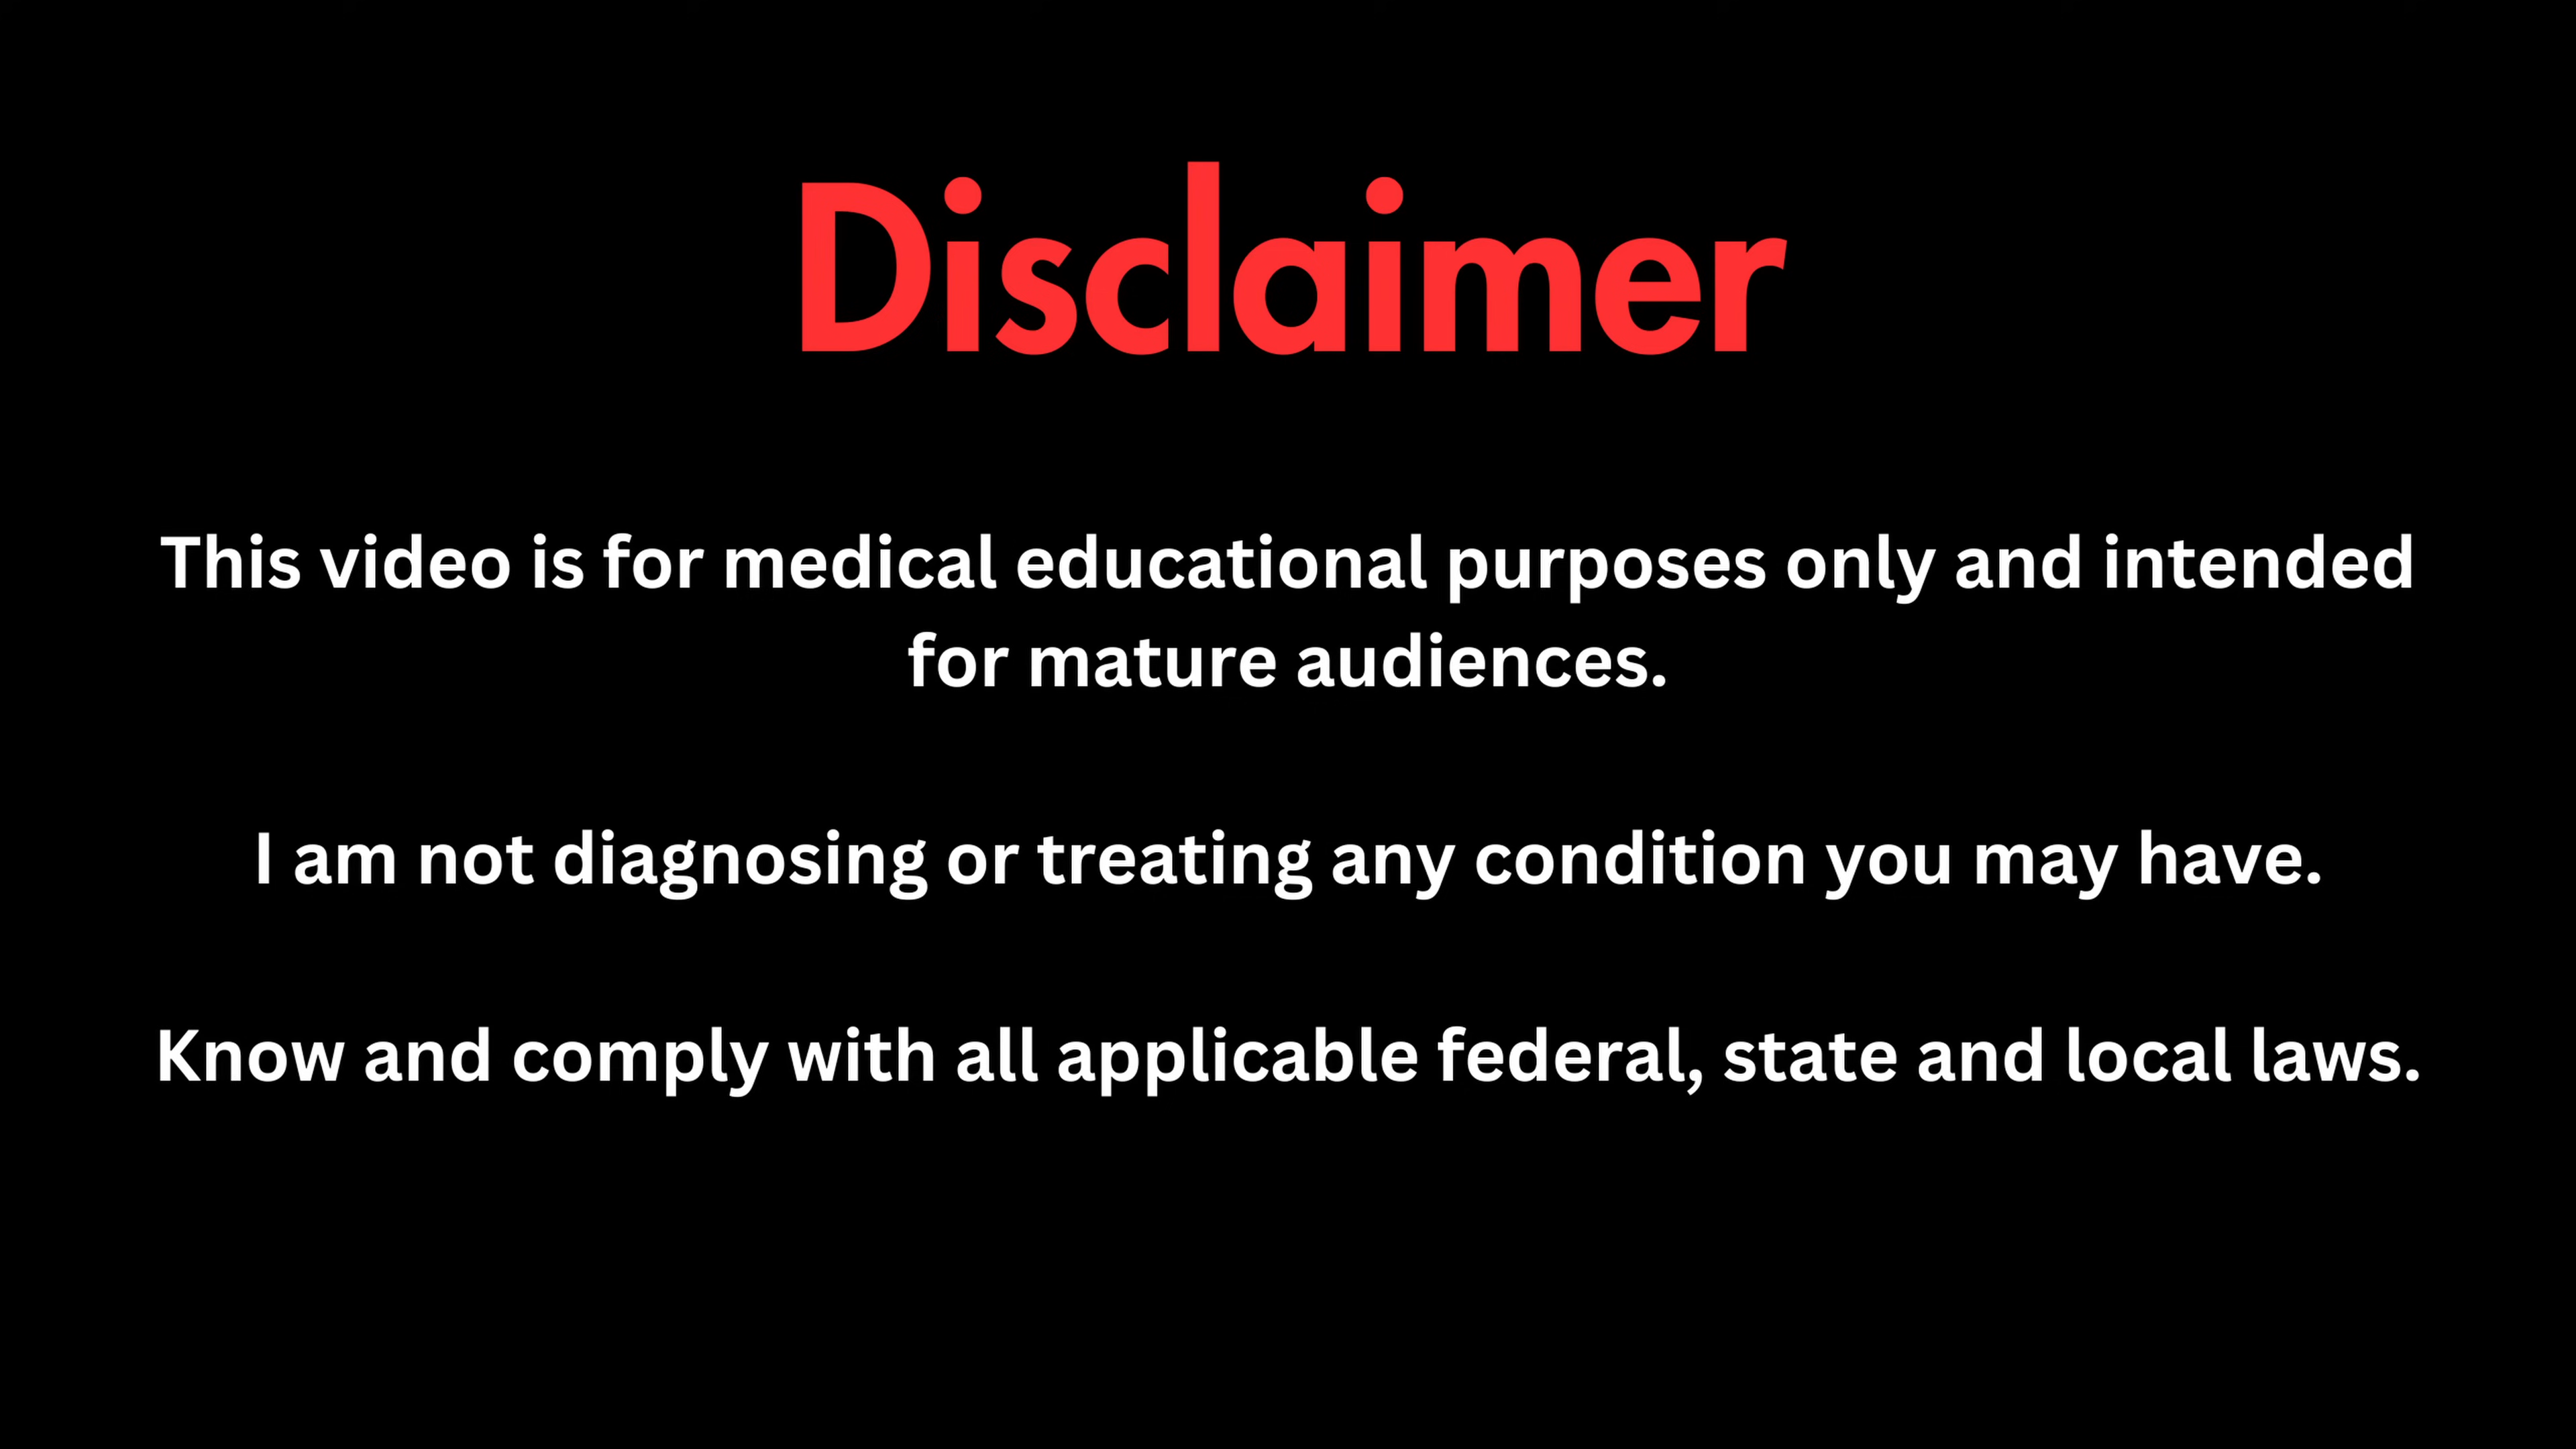 Disclaimer
This video is for medical educational purposes only and intended
for mature audiences.
I am not diagnosing or treating any condition you may have.
Know and comply with all applicable federal, state and local laws.